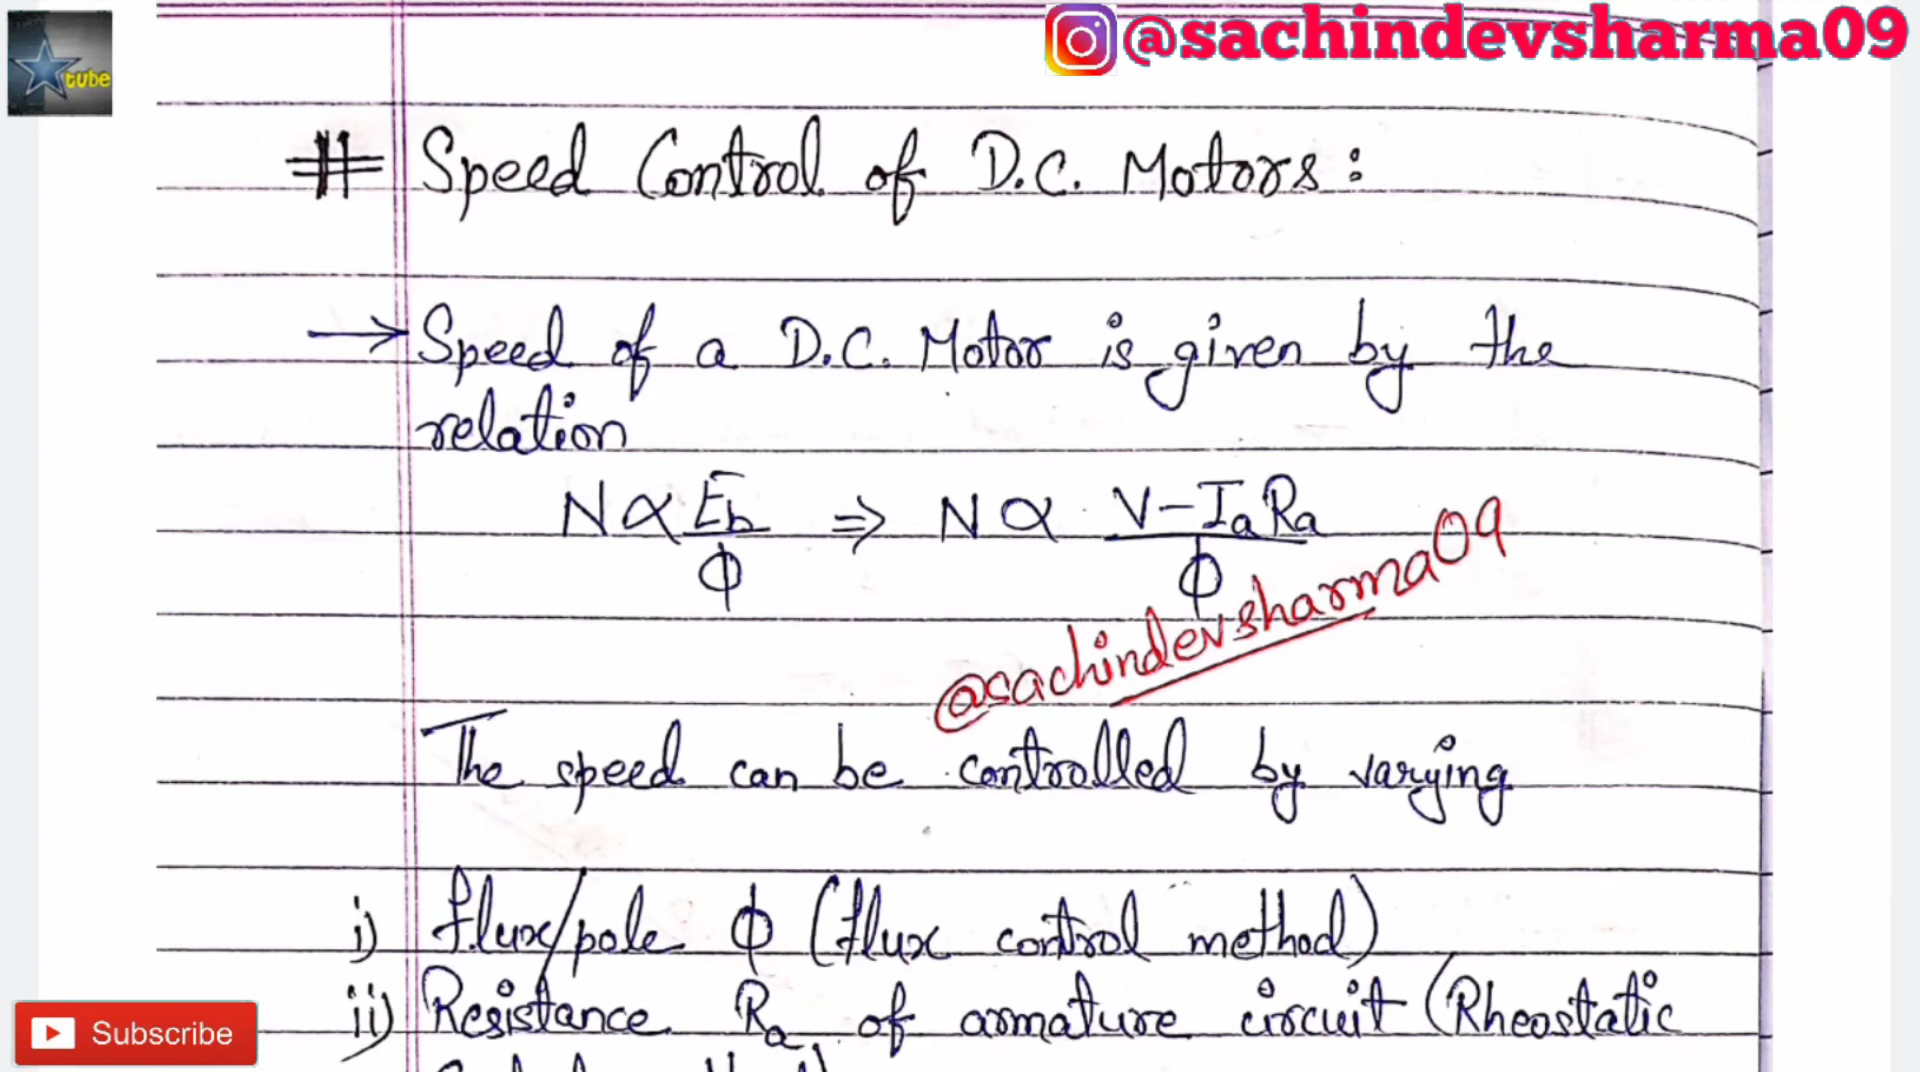 tube
@sachindevsharma09
# Speed Control of D.C. Motors:
→ Speed of a D.C. Motor is given by the
relation
N ∝ Eb/Φ ⇒ N ∝ V-IaRa/Φ
@sachindevsharma09
The speed can be controlled by varying
i) flux/pole Φ (flux control method)
ii) Resistance Ra of armature circuit (Rheostatic
Subscribe